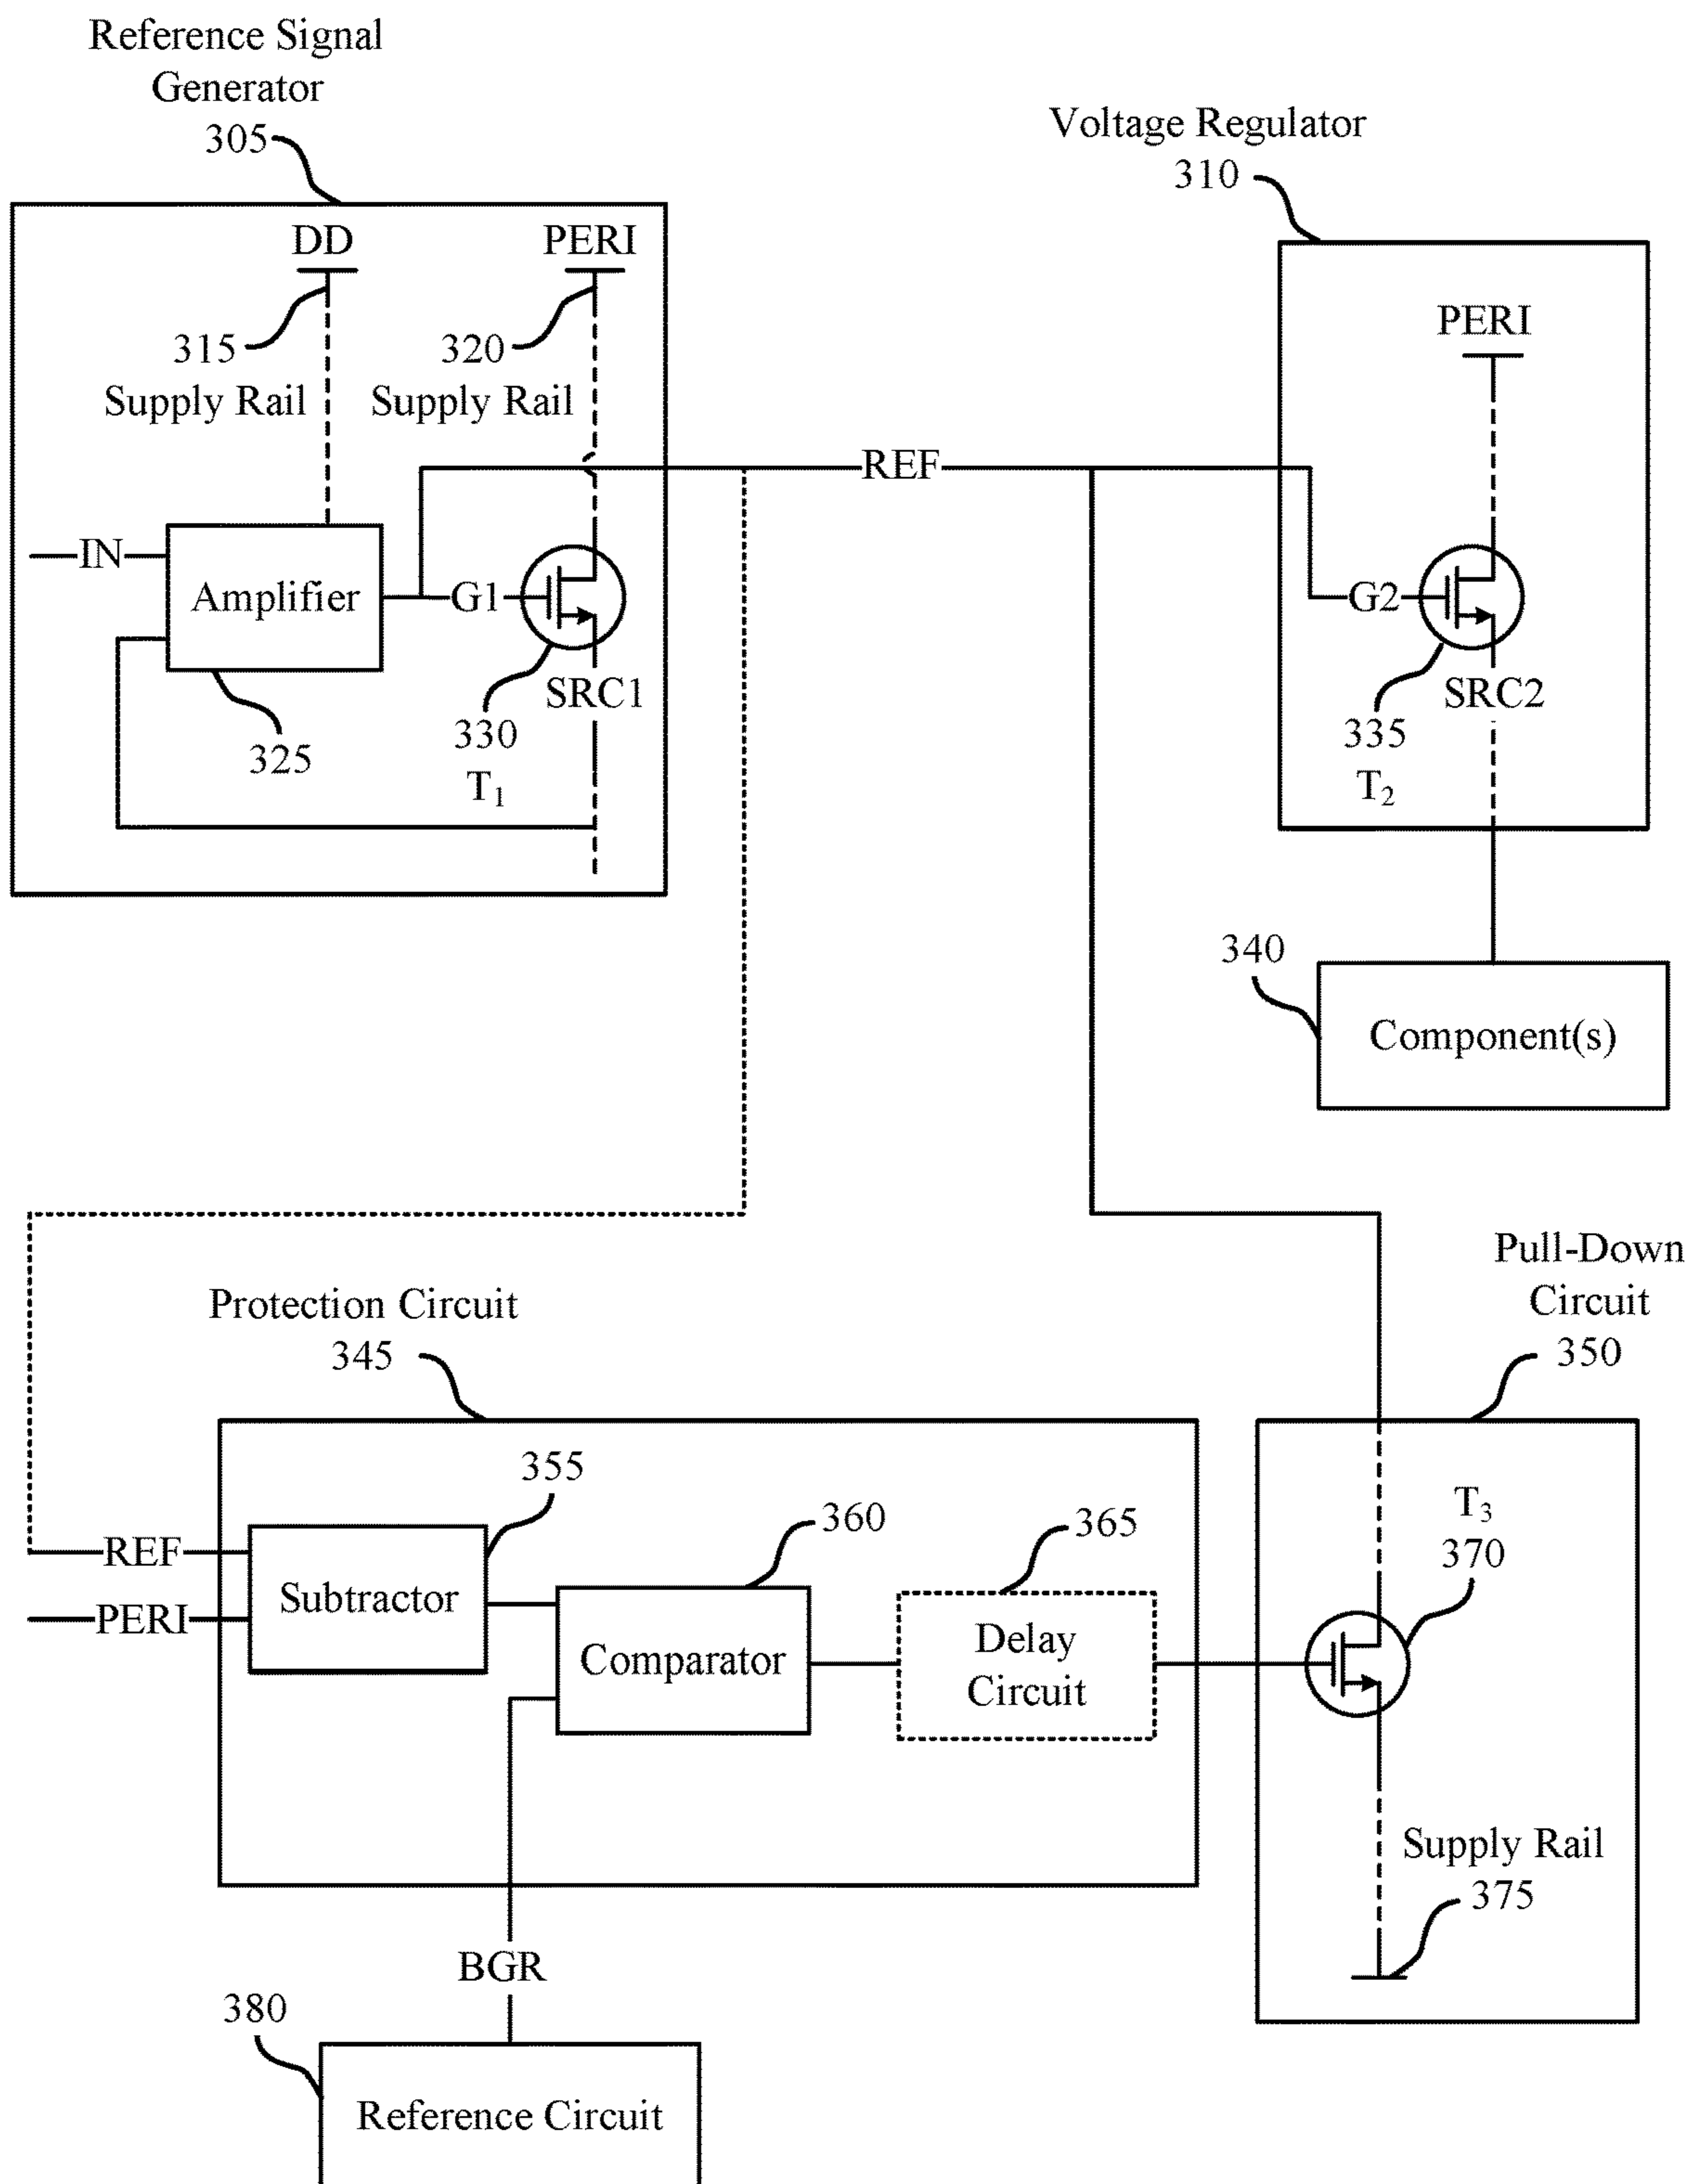 Reference Signal
Generator
305
Voltage Regulator
310
DD
PERI
315
Supply Rail
320
Supply Rail
PERI
REF
IN
Amplifier
G1
SRC1
325
330
T₁
G2
SRC2
335
T₂
340
Component(s)
Pull-Down
Circuit
350
Protection Circuit
345
355
360
365
REF
PERI
Subtractor
Comparator
Delay
Circuit
T₃
370
Supply Rail
375
BGR
380
Reference Circuit